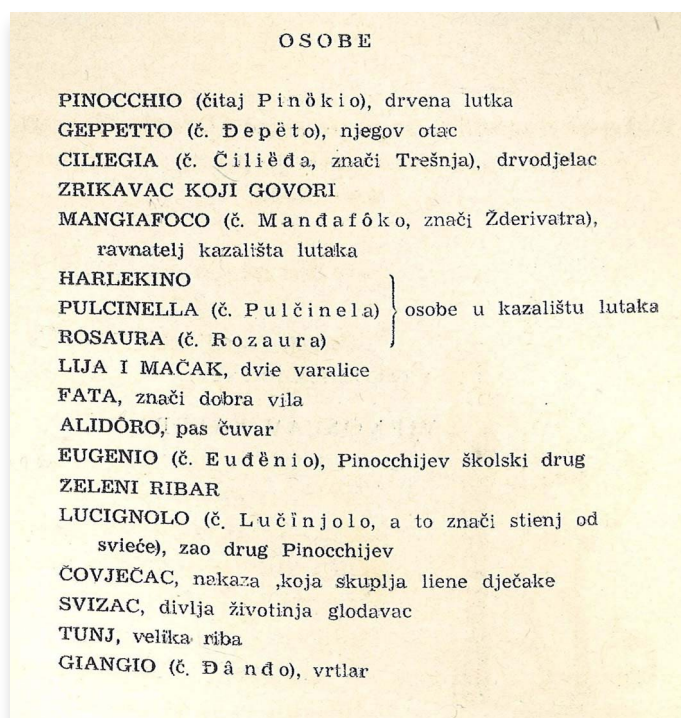 OSOBE
PINOCCHIO (čitaj Pinökio), drvena lutka
GEPPETTO (č. Đepëto), njegov otac
CILIEGIA (č. Čiliëđa, znači Trešnja), drvodjelac
ZRIKAVAC KOJI GOVORI
MANGIAFOCO (č. Manđafôko, znači Žderivatra),
ravnatelj kazališta lutaka
HARLEKINO
PULCINELLA (č. Pulčinela) osobe u kazalištu lutaka
ROSAURA (č. Rozaura)
LIJA I MAČAK, dvie varalice
FATA, znači dobra vila
ALIDÔRO, pas čuvar
EUGENIO (č. Euđënio), Pinocchijev školski drug
ZELENI RIBAR
LUCIGNOLO (č. Lučïnjolo, a to znači stienj od
svieće), zao drug Pinocchijev
ČOVJEČAC, nakaza ,koja skuplja liene dječake
SVIZAC, divlja životinja glodavac
TUNJ, velika riba
GIANGIO (č. Đânđo), vrtlar